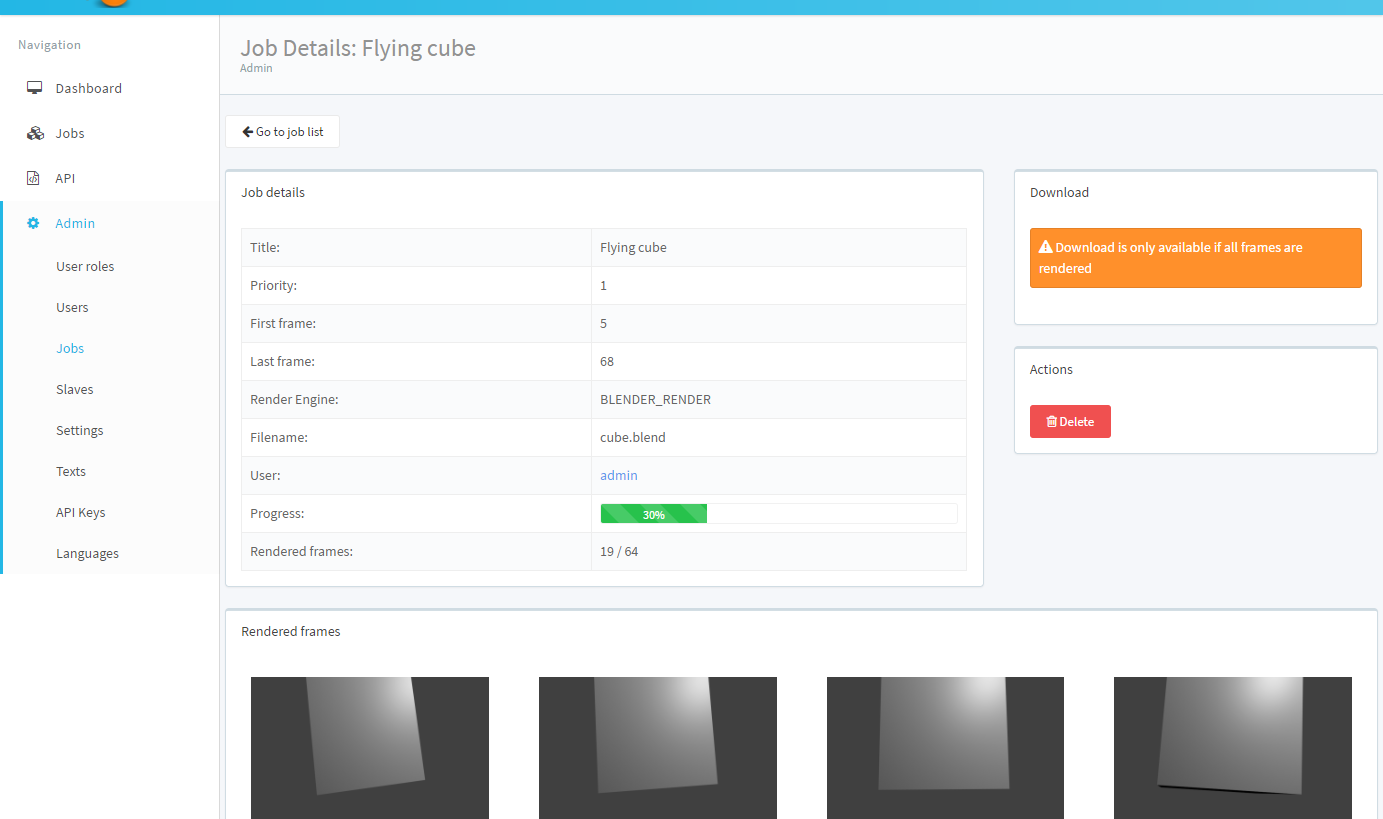 Navigation
Dashboard
Jobs
API
Admin
User roles
Users
Jobs
Slaves
Settings
Texts
API Keys
Languages
Job Details: Flying cube
Admin
Go to job list
Job details
Title: Flying cube
Priority: 1
First frame: 5
Last frame: 68
Render Engine: BLENDER_RENDER
Filename: cube.blend
User: admin
Progress: 30%
Rendered frames: 19 / 64
Download
Download is only available if all frames are
rendered
Actions
Delete
Rendered frames